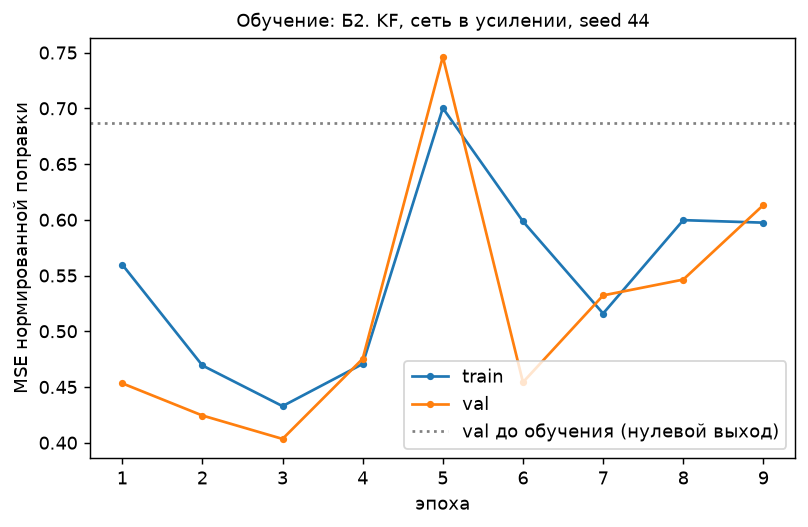 Обучение: Б2. KF, сеть в усилении, seed 44
MSE нормированной поправки
0.75
0.70
0.65
0.60
0.55
0.50
0.45
0.40
train
val
val до обучения (нулевой выход)
1 2 3 4 5 6 7 8 9
эпоха